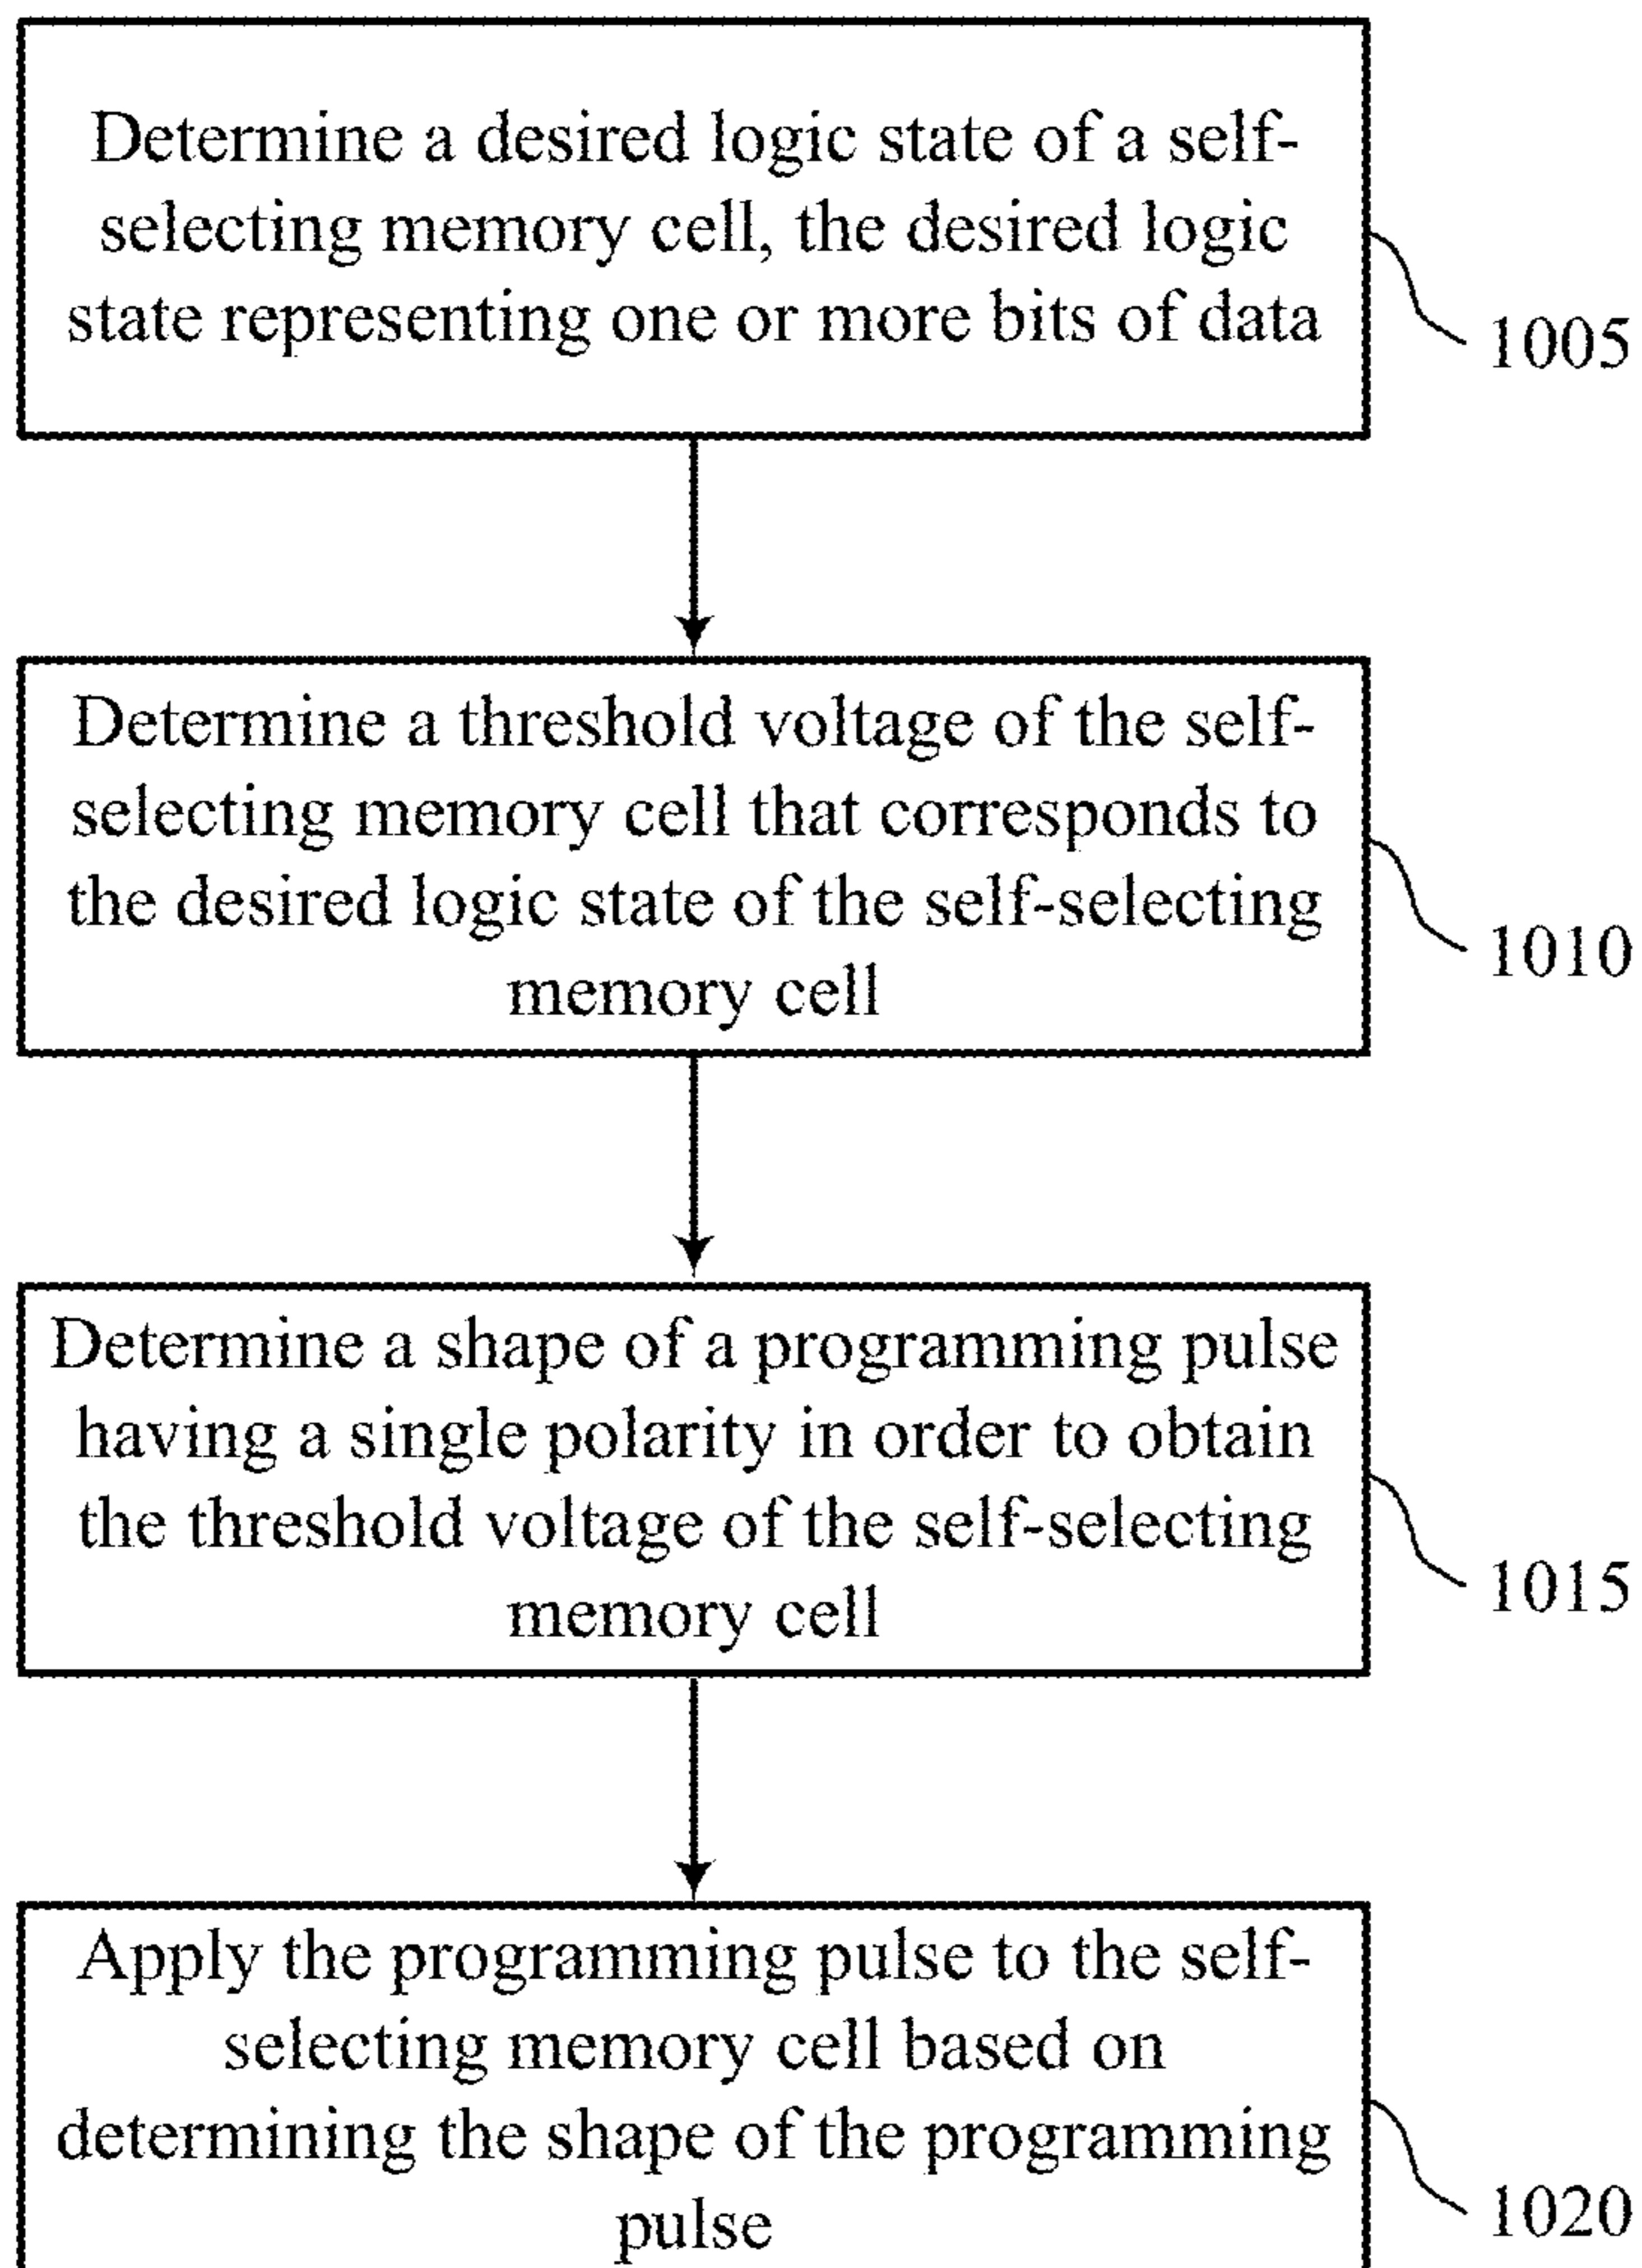 Determine a desired logic state of a self-
selecting memory cell, the desired logic
state representing one or more bits of data
1005
Determine a threshold voltage of the self-
selecting memory cell that corresponds to
the desired logic state of the self-selecting
memory cell
1010
Determine a shape of a programming pulse
having a single polarity in order to obtain
the threshold voltage of the self-selecting
memory cell
1015
Apply the programming pulse to the self-
selecting memory cell based on
determining the shape of the programming
pulse
1020